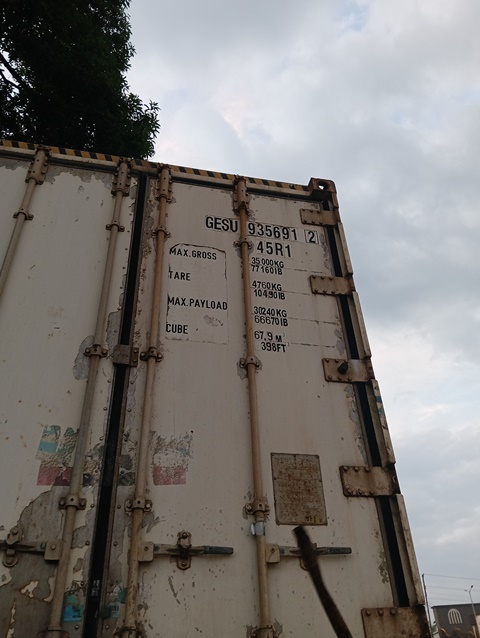 GESU 935691 2
45R1
MAX.GROSS 35000KG
77160lB
TARE 4760KG
10490lB
MAX.PAYLOAD 30240KG
66670lB
CUBE 67,9 M
398FT